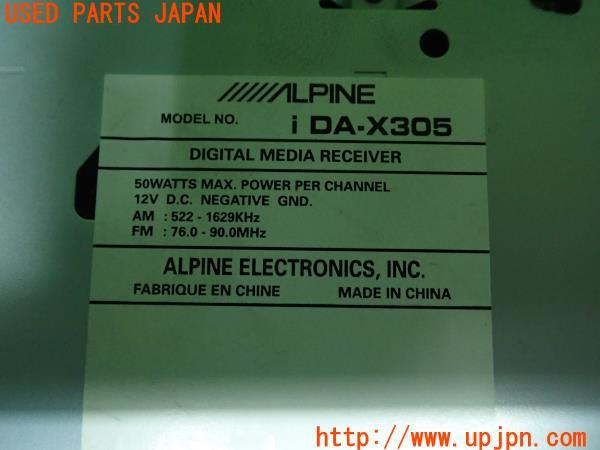 USED PARTS JAPAN
ALPINE
MODEL NO. i DA-X305
DIGITAL MEDIA RECEIVER
50WATTS MAX. POWER PER CHANNEL
12V D.C. NEGATIVE GND.
AM : 522 - 1629KHz
FM : 76.0 - 90.0MHz
ALPINE ELECTRONICS, INC.
FABRIQUE EN CHINE MADE IN CHINA
http://www.upjpn.com/